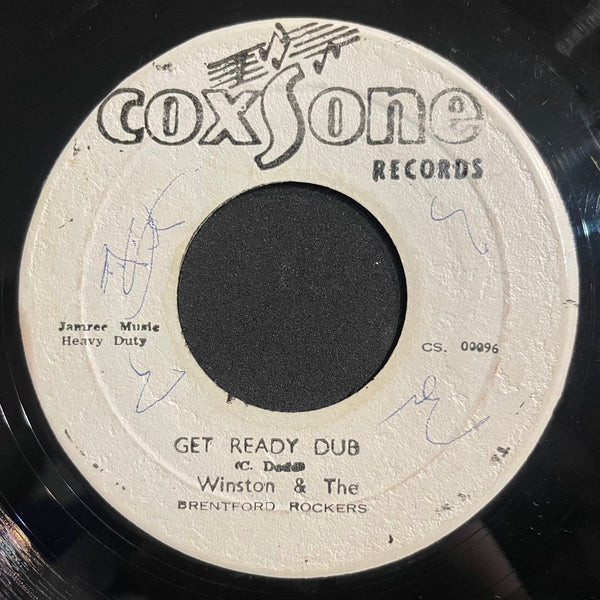 coxsone
RECORDS
Jamrec Music
Heavy Duty
CS. 00096
GET READY DUB
(C. Dodd)
Winston & The
BRENTFORD ROCKERS